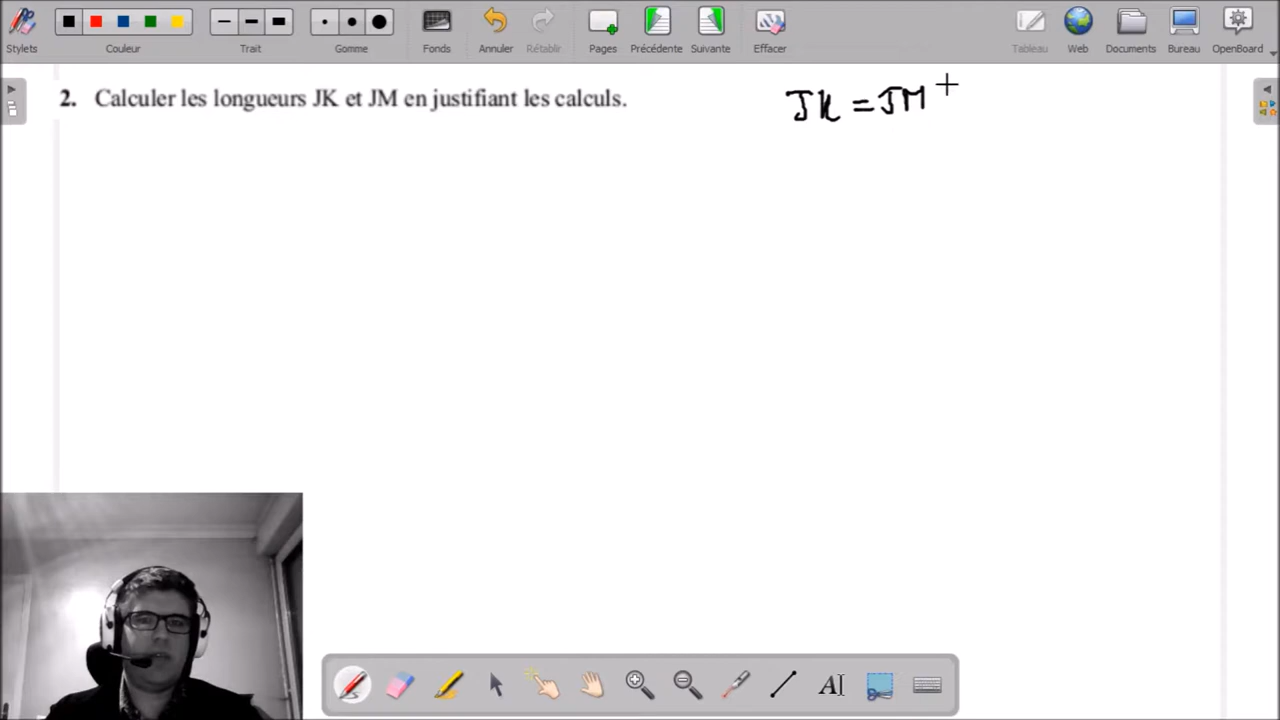 Stylets
Couleur
Trait
Gomme
Fonds
Annuler
Rétablir
Pages
Précédente
Suivante
Effacer
Tableau
Web
Documents
Bureau
OpenBoard
2. Calculer les longueurs JK et JM en justifiant les calculs.
JK = JM
AI